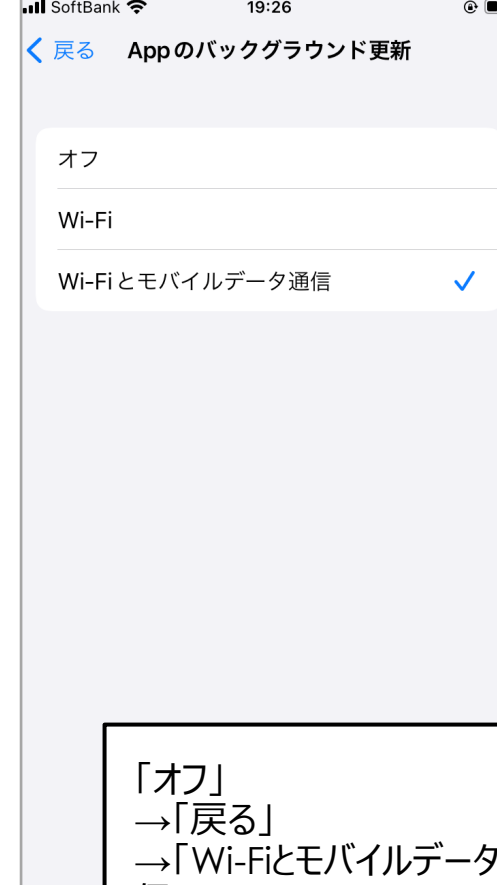 SoftBank 19:26
戻る Appのバックグラウンド更新
オフ
Wi-Fi
Wi-Fiとモバイルデータ通信
「オフ」
→「戻る」
→「Wi-Fiとモバイルデータ